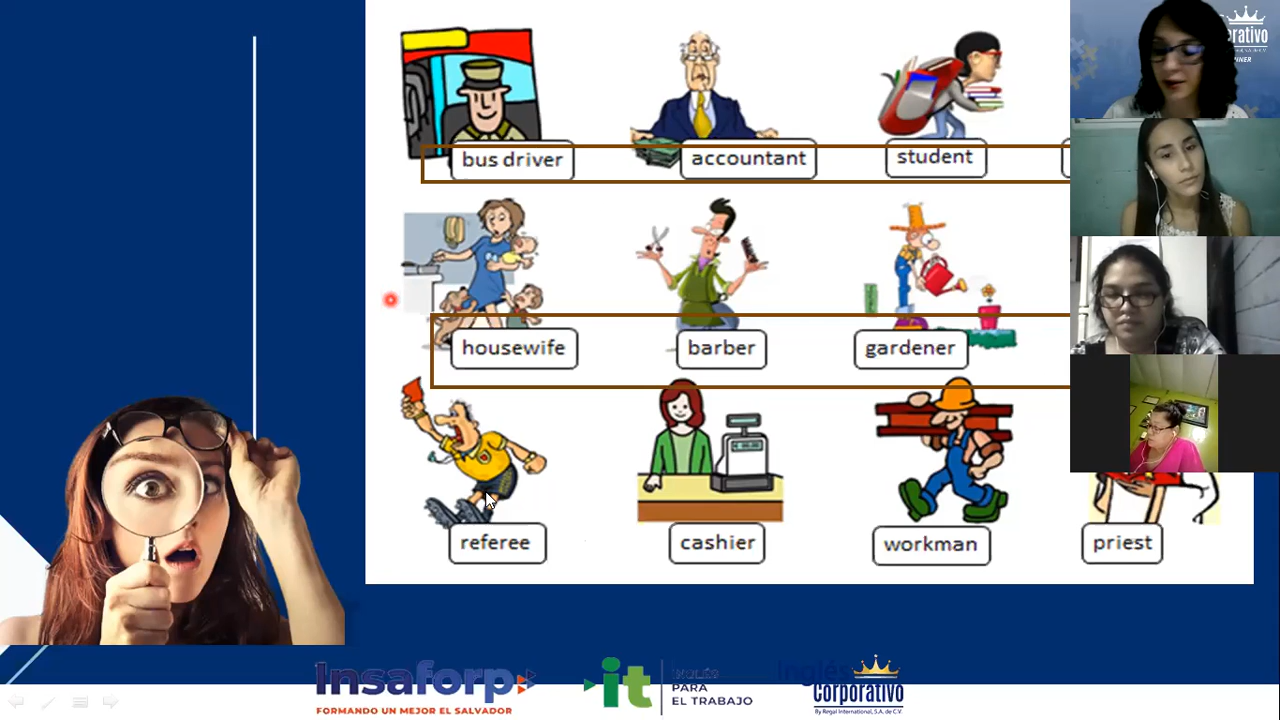 bus driver accountant student
housewife barber gardener
referee cashier workman priest
Insaforp
FORMANDO UN MEJOR EL SALVADOR
it
INGLÉS
PARA
EL TRABAJO
Inglés
Corporativo
By Regal International, S.A. de C.V.